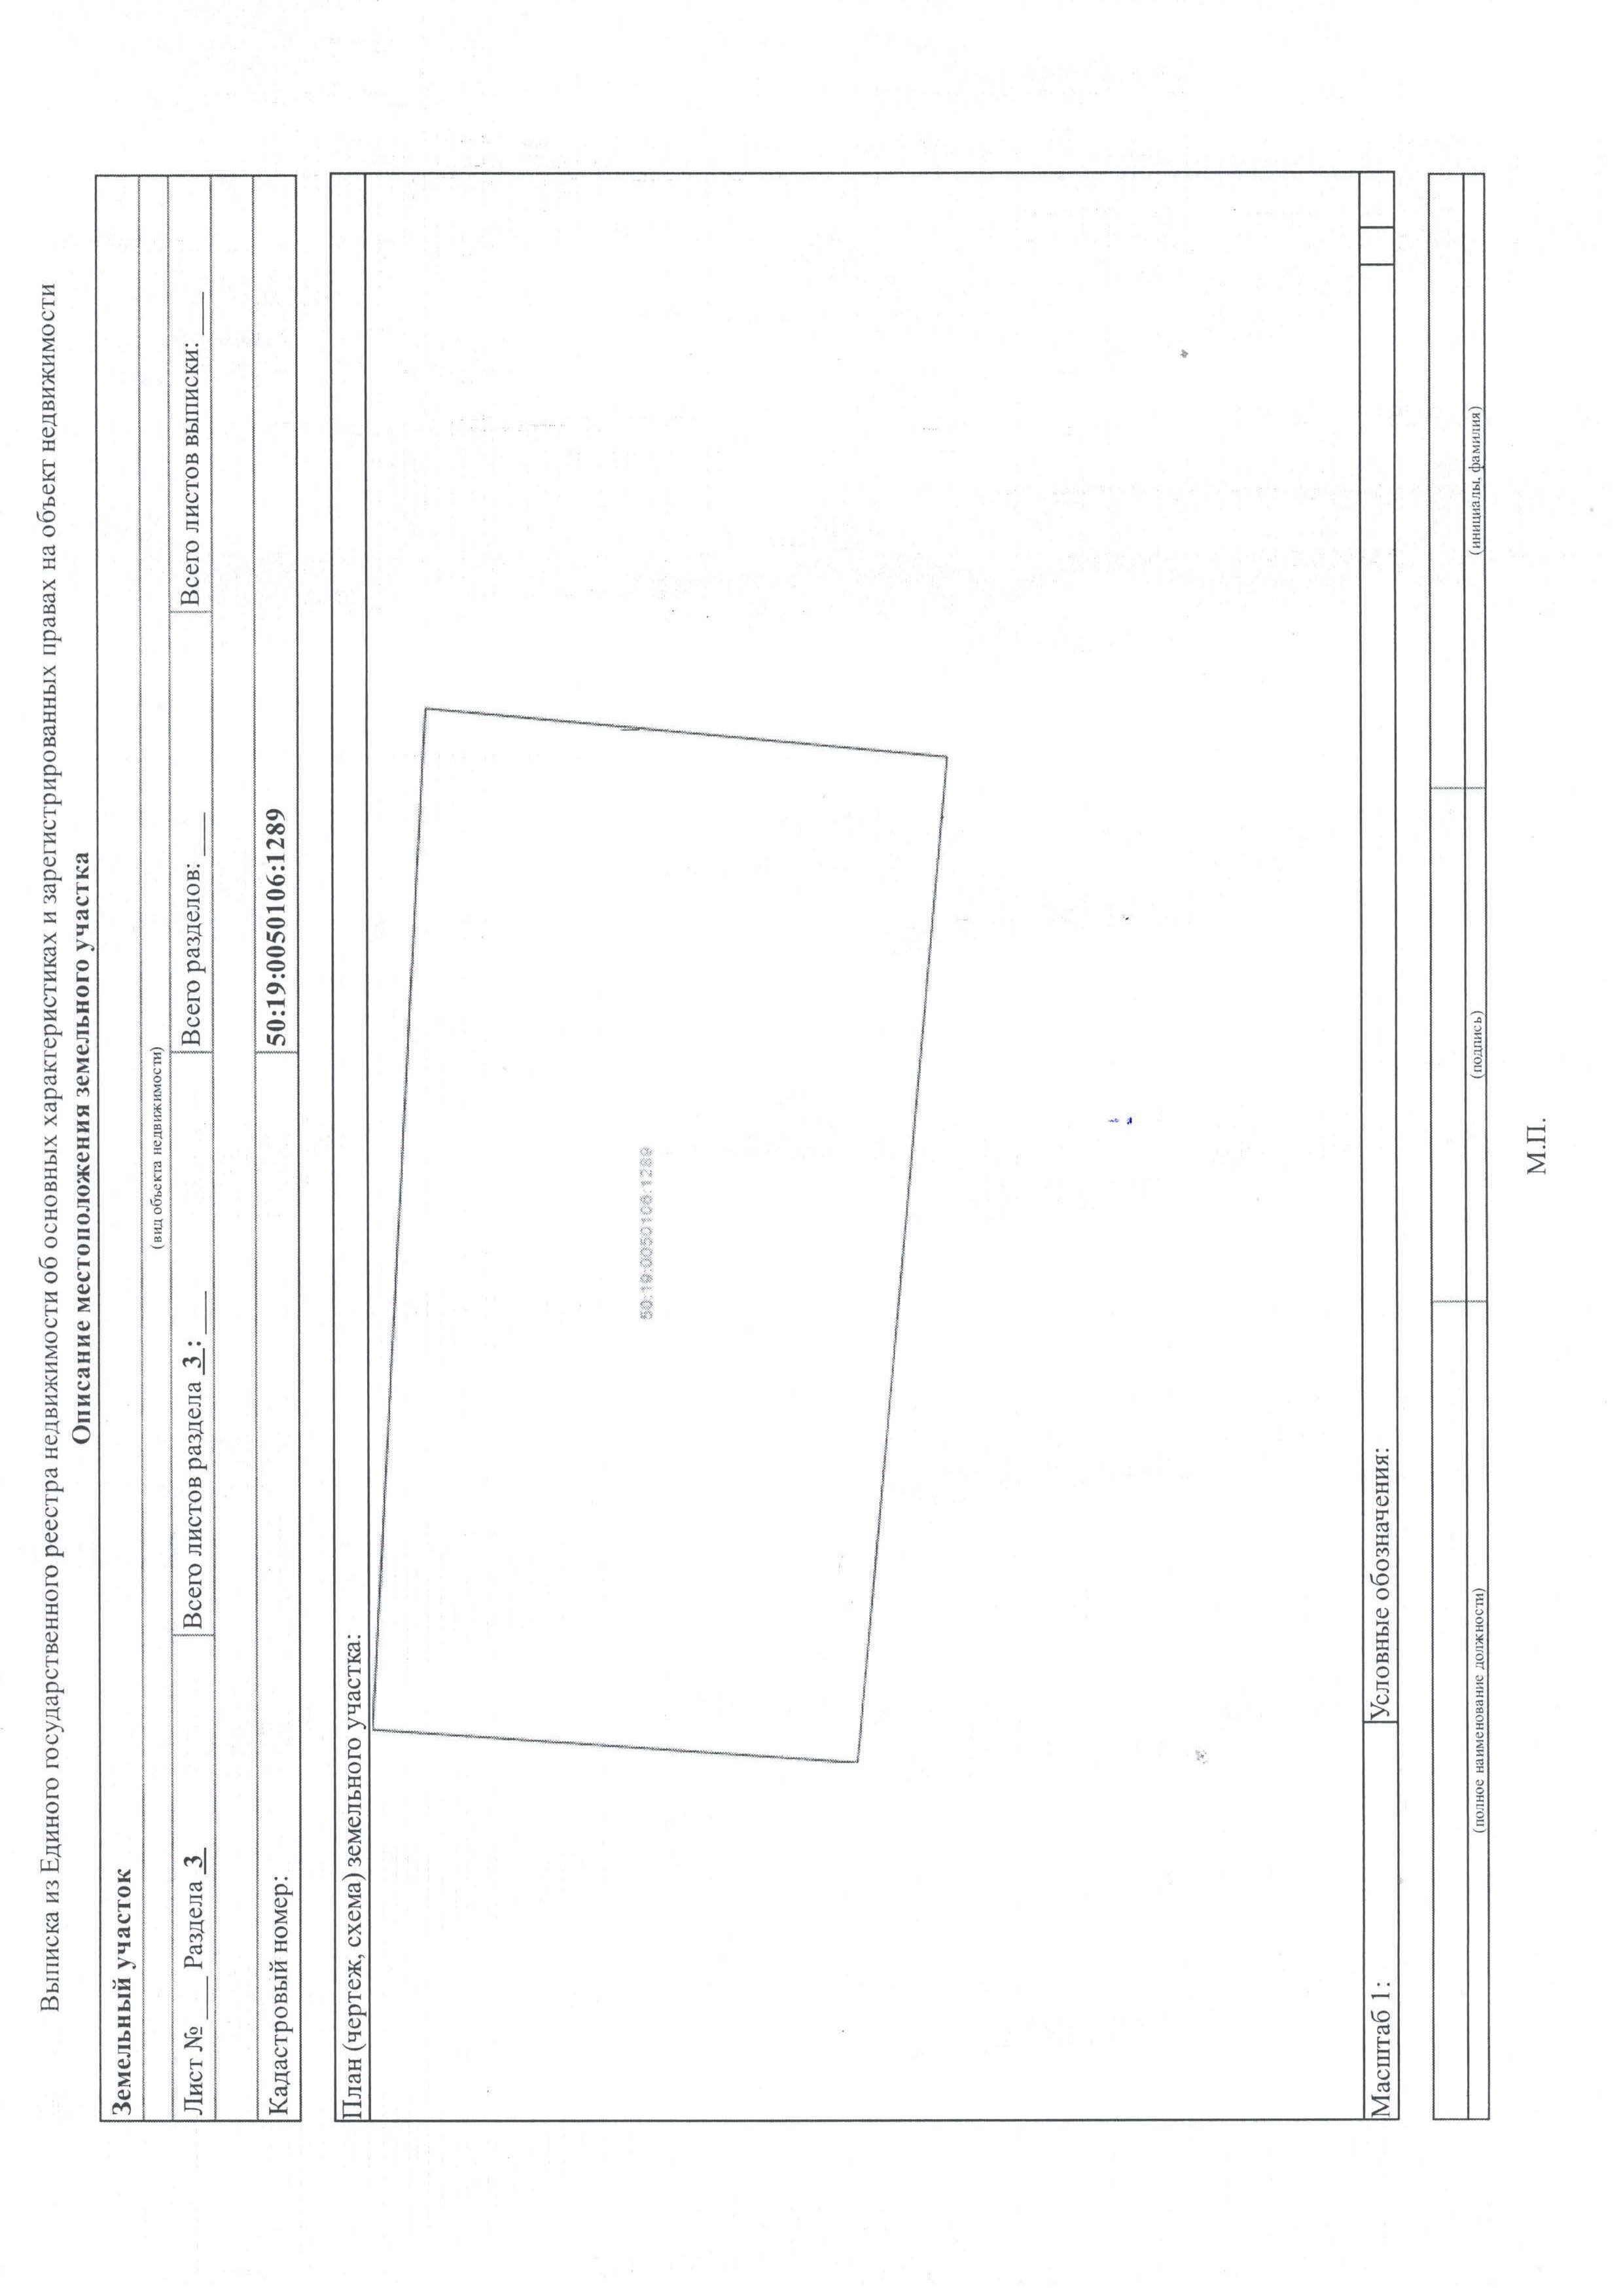 Выписка из Единого государственного реестра недвижимости об основных характеристиках и зарегистрированных правах на объект недвижимости
Описание местоположения земельного участка
Земельный участок
(вид объекта недвижимости)
Лист № ___ Раздела 3 Всего листов раздела 3 : ___ Всего разделов: ___ Всего листов выписки: ___
Кадастровый номер: 50:19:0050106:1289
План (чертеж, схема) земельного участка:
50:19:0050106:1289
Масштаб 1: Условные обозначения:
(полное наименование должности) (подпись) (инициалы, фамилия)
М.П.